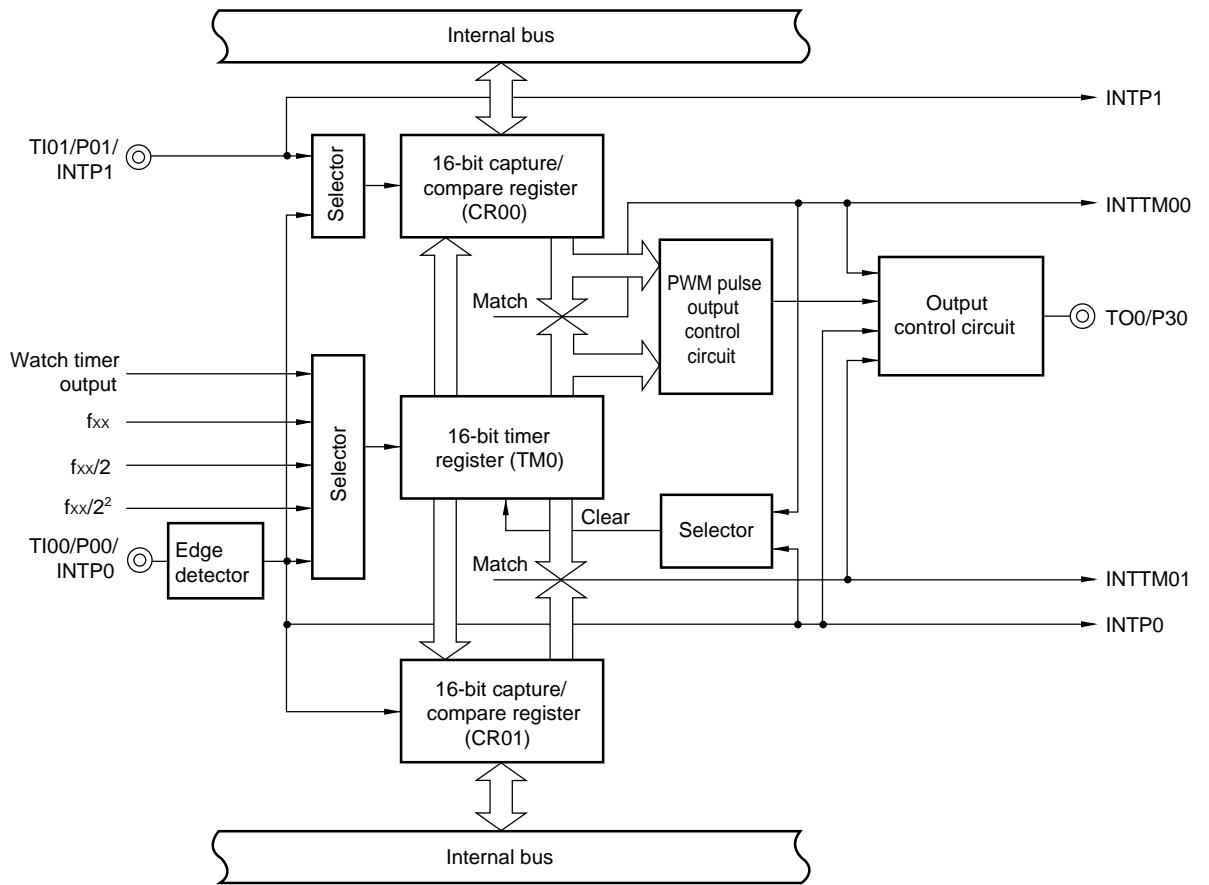 Internal bus
INTP1
TI01/P01/
INTP1
Selector
16-bit capture/
compare register
(CR00)
INTTM00
Match
PWM pulse
output
control
circuit
Output
control circuit
TO0/P30
Watch timer
output
fxx
fxx/2
fxx/2²
Selector
16-bit timer
register (TM0)
Clear
Selector
TI00/P00/
INTP0
Edge
detector
Match
INTTM01
INTP0
16-bit capture/
compare register
(CR01)
Internal bus